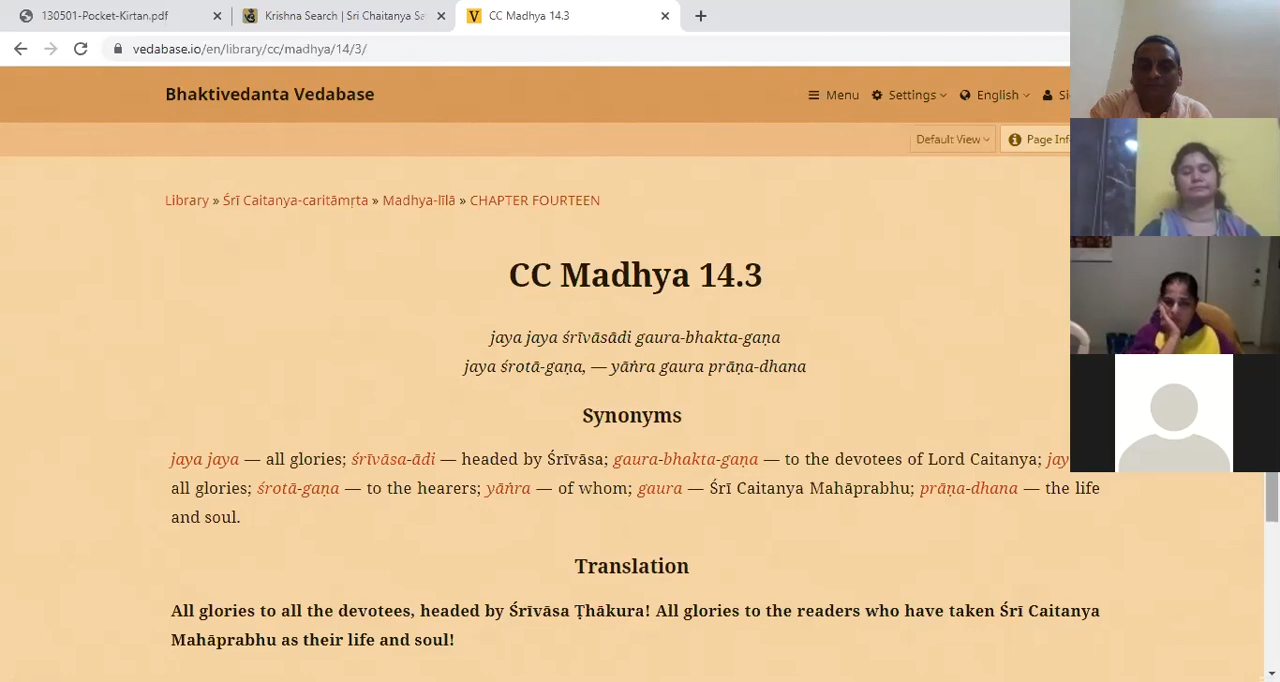 130501-Pocket-Kirtan.pdf
Krishna Search | Sri Chaitanya Sa
CC Madhya 14.3
vedabase.io/en/library/cc/madhya/14/3/
Bhaktivedanta Vedabase
Menu Settings English Si
Default View Page Inf
Library » Śrī Caitanya-caritāmṛta » Madhya-līlā » CHAPTER FOURTEEN
CC Madhya 14.3
jaya jaya śrīvāsādi gaura-bhakta-gaṇa
jaya śrotā-gaṇa, — yāṅra gaura prāṇa-dhana
Synonyms
jaya jaya — all glories; śrīvāsa-ādi — headed by Śrīvāsa; gaura-bhakta-gaṇa — to the devotees of Lord Caitanya; jay
all glories; śrotā-gaṇa — to the hearers; yāṅra — of whom; gaura — Śrī Caitanya Mahāprabhu; prāṇa-dhana — the life
and soul.
Translation
All glories to all the devotees, headed by Śrīvāsa Ṭhākura! All glories to the readers who have taken Śrī Caitanya
Mahāprabhu as their life and soul!